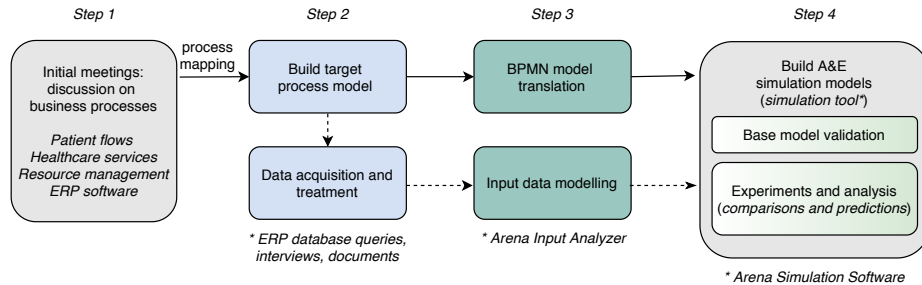 Step 1
Step 2
Step 3
Step 4
Initial meetings:
discussion on
business processes
Patient flows
Healthcare services
Resource management
ERP software
process
mapping
Build target
process model
BPMN model
translation
Build A&E
simulation models
(simulation tool*)
Base model validation
Data acquisition and
treatment
Input data modelling
Experiments and analysis
(comparisons and predictions)
* ERP database queries,
interviews, documents
* Arena Input Analyzer
* Arena Simulation Software